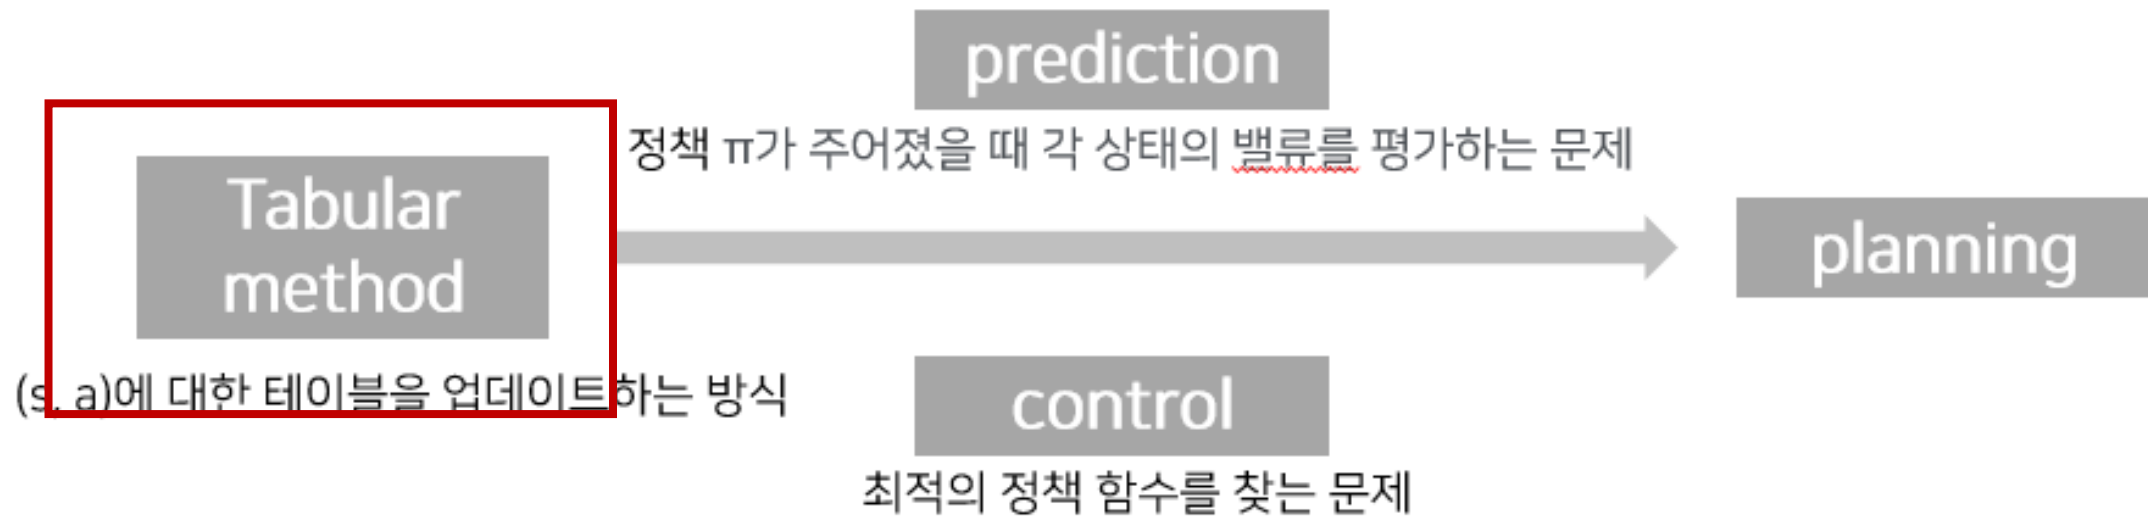 prediction
정책 π가 주어졌을 때 각 상태의 밸류를 평가하는 문제
Tabular
method
planning
(s, a)에 대한 테이블을 업데이트하는 방식
control
최적의 정책 함수를 찾는 문제